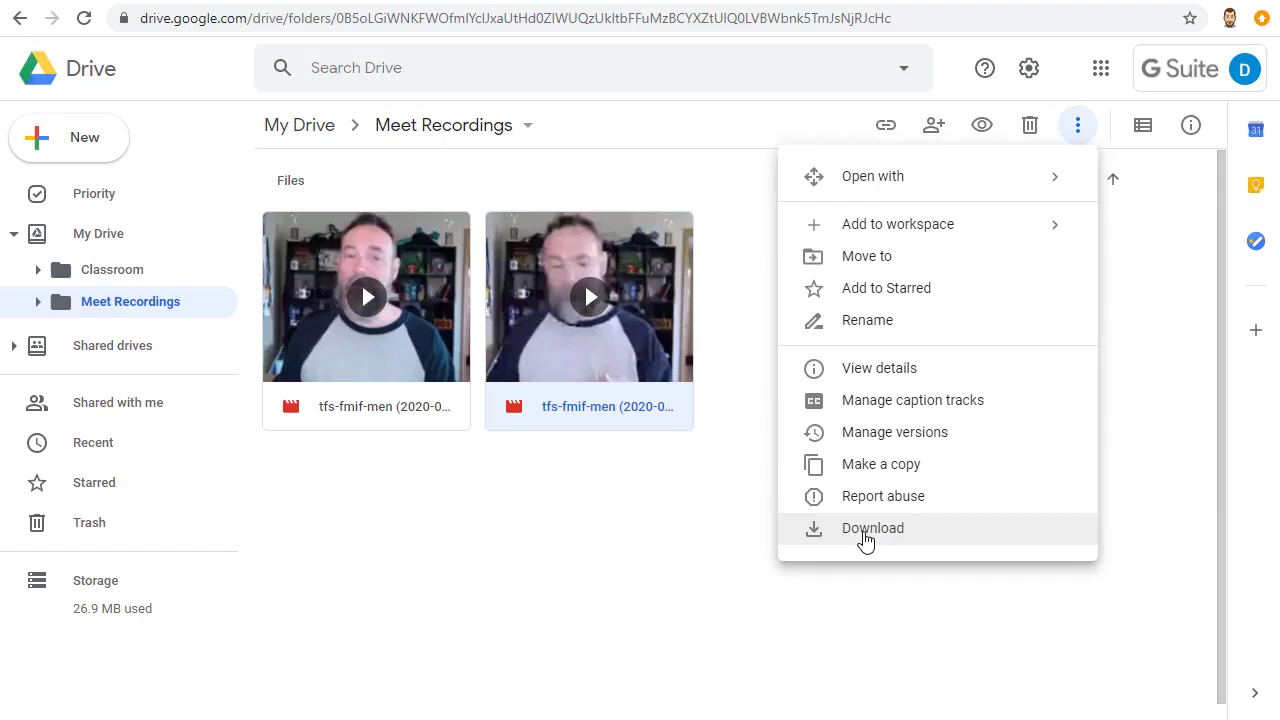 drive.google.com/drive/folders/0B5oLGiWNKFWOfmlYclJxaUtHd0ZIWUQzUkltbFFuMzBCYXZtUlQ0LVBWbnk5TmJsNjRJcHc
Drive
Search Drive
G Suite
D
New
My Drive
Meet Recordings
31
Priority
Files
Open with
My Drive
Add to workspace
Classroom
Move to
Meet Recordings
Add to Starred
Rename
Shared drives
View details
Shared with me
tfs-fmif-men (2020-0...
tfs-fmif-men (2020-0...
CC
Manage caption tracks
Recent
Manage versions
Starred
Make a copy
Trash
Report abuse
Download
Storage
26.9 MB used